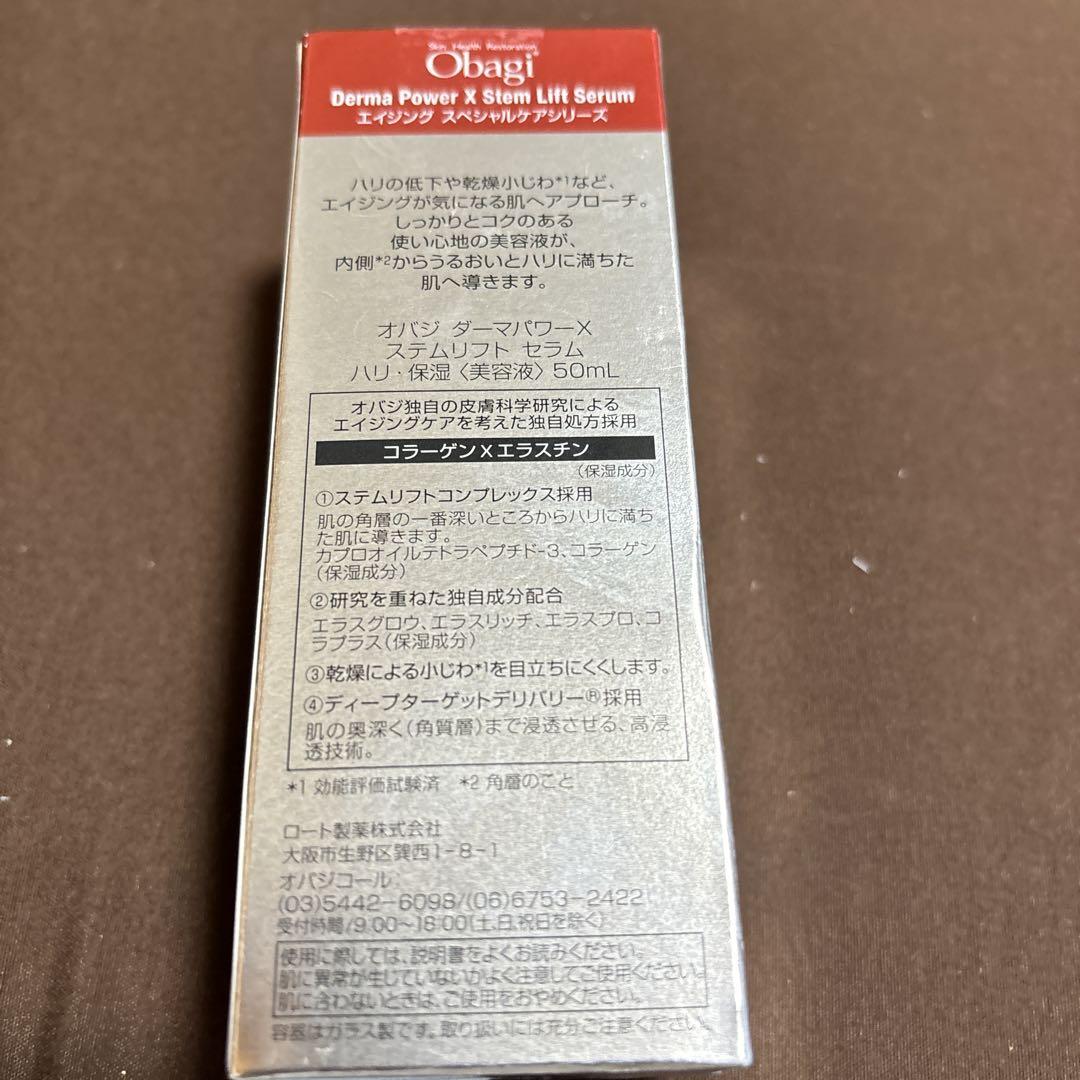 Skin Health Restoration
Obagi®
Derma Power X Stem Lift Serum
エイジング スペシャルケアシリーズ
ハリの低下や乾燥小じわ*1など、
エイジングが気になる肌へアプローチ。
しっかりとコクのある
使い心地の美容液が、
内側*2からうるおいとハリに満ちた
肌へ導きます。
オバジ ダーマパワーX
ステムリフト セラム
ハリ・保湿〈美容液〉50mL
オバジ独自の皮膚科学研究による
エイジングケアを考えた独自処方採用
コラーゲンXエラスチン
(保湿成分)
①ステムリフトコンプレックス採用
肌の角層の一番深いところからハリに満ち
た肌に導きます。
カプロオイルテトラペプチド-3、コラーゲン
(保湿成分)
②研究を重ねた独自成分配合
エラスグロウ、エラスリッチ、エラスプロ、コ
ラプラス(保湿成分)
③乾燥による小じわ*1を目立ちにくくします。
④ディープターゲットデリバリー®採用
肌の奥深く(角質層)まで浸透させる、高浸
透技術。
*1 効能評価試験済 *2 角層のこと
ロート製薬株式会社
大阪市生野区巽西1-8-1
オバジコール:
(03)5442-6098/(06)6753-2422
受付時間/9:00~18:00(土、日、祝日を除く)
使用に際しては、説明書をよくお読みください。
肌に異常が生じていないかよく注意してご使用ください。
肌に合わないときは、ご使用をおやめください。
容器はガラス製です。取り扱いには充分ご注意ください。